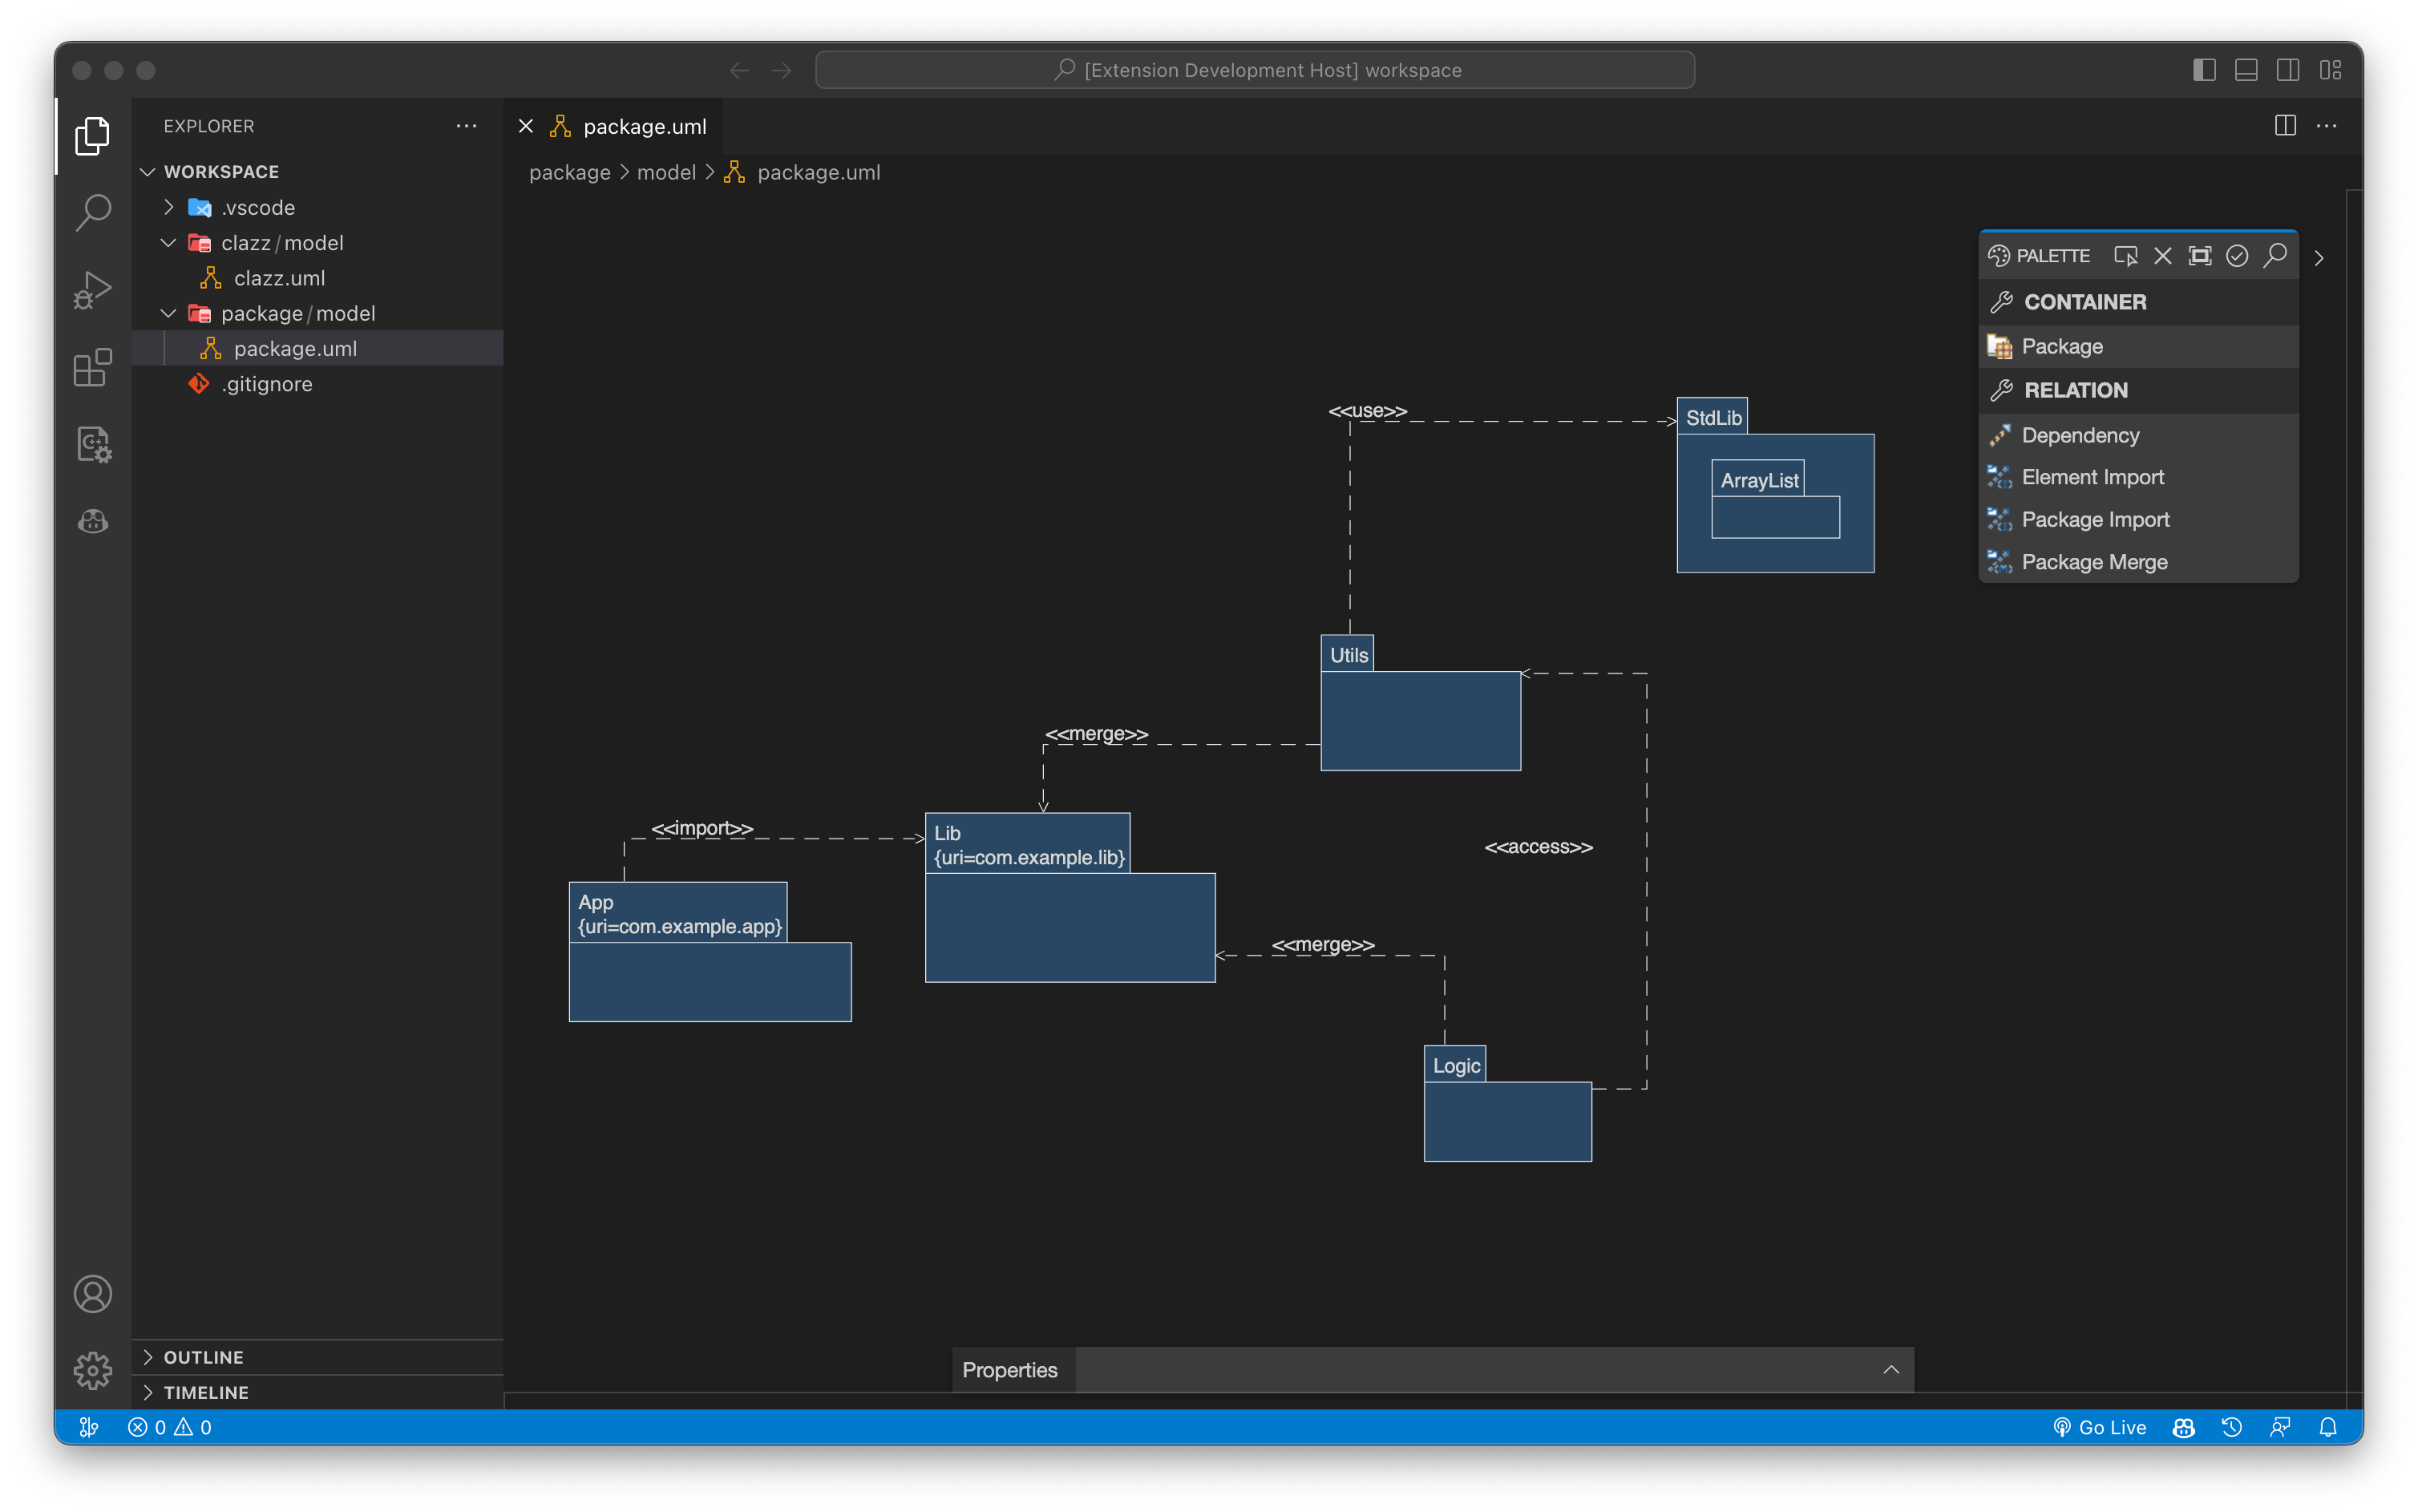 [Extension Development Host] workspace
EXPLORER
WORKSPACE
.vscode
clazz/model
clazz.uml
package/model
package.uml
.gitignore
OUTLINE
TIMELINE
package.uml
package > model > package.uml
PALETTE
CONTAINER
Package
RELATION
Dependency
Element Import
Package Import
Package Merge
<<use>>
StdLib
ArrayList
Utils
<<merge>>
<<import>>
Lib
{uri=com.example.lib}
<<access>>
App
{uri=com.example.app}
<<merge>>
Logic
Properties
0 0
Go Live